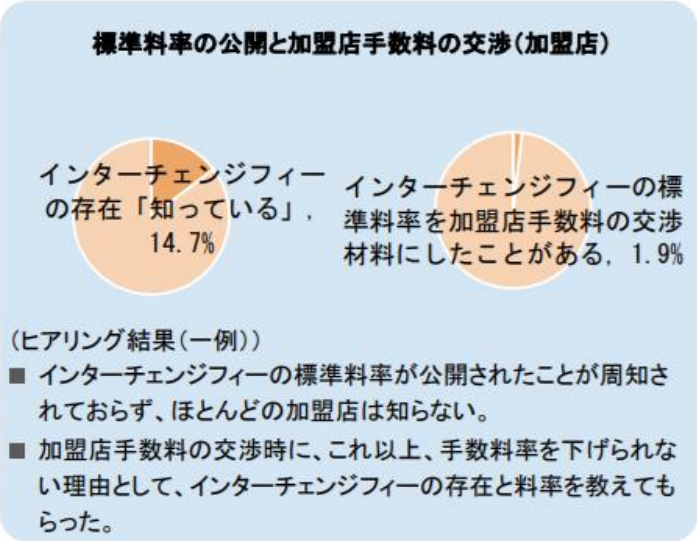 標準料率の公開と加盟店手数料の交渉(加盟店)
インターチェンジフィー
の存在「知っている」,
14.7%
インターチェンジフィーの標
準料率を加盟店手数料の交渉
材料にしたことがある, 1.9%
(ヒアリング結果(一例))
■ インターチェンジフィーの標準料率が公開されたことが周知さ
れておらず、ほとんどの加盟店は知らない。
■ 加盟店手数料の交渉時に、これ以上、手数料率を下げられな
い理由として、インターチェンジフィーの存在と料率を教えても
らった。